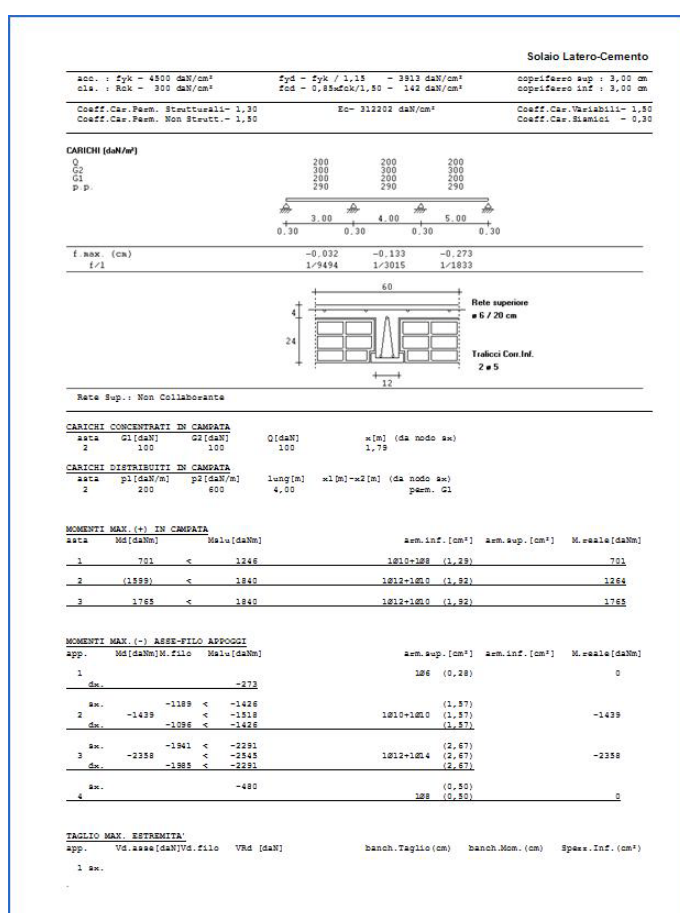 Solaio Latero-Cemento
acc. : fyk = 4500 daN/cm² fyd = fyk / 1,15 = 3913 daN/cm² copriferro sup : 3,00 cm
cls. : Rck = 300 daN/cm² fcd = 0,85xfck/1,50 = 142 daN/cm² copriferro inf : 3,00 cm
Coeff.Car.Perm. Strutturali= 1,30 Ec= 312202 daN/cm² Coeff.Car.Variabili= 1,50
Coeff.Car.Perm. Non Strutt.= 1,50 Coeff.Car.Sismici = 0,30
CARICHI (daN/m²)
Q 200 200 200
G2 300 300 300
G1 200 200 200
p.p. 290 290 290
3.00 4.00 5.00
0.30 0.30 0.30 0.30
f.max. (cm) -0.032 -0.133 -0.273
f/l 1/9494 1/3015 1/1833
60
Rete superiore
4
ø 6 / 20 cm
24
Tralicci Corr.Inf.
2 ø 5
12
Rete Sup.: Non Collaborante
CARICHI CONCENTRATI IN CAMPATA
asta G1[daN] G2[daN] Q[daN] x[m] (da nodo sx)
2 100 100 100 1,79
CARICHI DISTRIBUITI IN CAMPATA
asta p1[daN/m] p2[daN/m] lung[m] x1[m]-x2[m] (da nodo sx)
2 200 600 4,00 perm. G1
MOMENTI MAX.(+) IN CAMPATA
asta Md[daNm] Mslu[daNm] arm.inf.[cm²] arm.sup.[cm²] M.reale[daNm]
1 701 < 1246 1Ø10+1Ø8 (1,29) 701
2 (1599) < 1840 1Ø12+1Ø10 (1,92) 1264
3 1765 < 1840 1Ø12+1Ø10 (1,92) 1765
MOMENTI MAX.(-) ASSE-FILO APPOGGI
app. Md[daNm]M.filo Mslu[daNm] arm.sup.[cm²] arm.inf.[cm²] M.reale[daNm]
1 1Ø6 (0,28) 0
dx. -273
sx. -1189 < -1426 (1,57)
2 -1439 < -1518 1Ø10+1Ø10 (1,57) -1439
dx. -1096 < -1426 (1,57)
sx. -1941 < -2291 (2,67)
3 -2358 < -2545 1Ø12+1Ø14 (2,67) -2358
dx. -1985 < -2291 (2,67)
sx. -480 (0,50)
4 1Ø8 (0,50) 0
TAGLIO MAX. ESTREMITA'
app. Vd.asse[daN]Vd.filo VRd [daN] banch.Taglio(cm) banch.Mom.(cm) Spezz.Inf.(cm²)
1 sx.